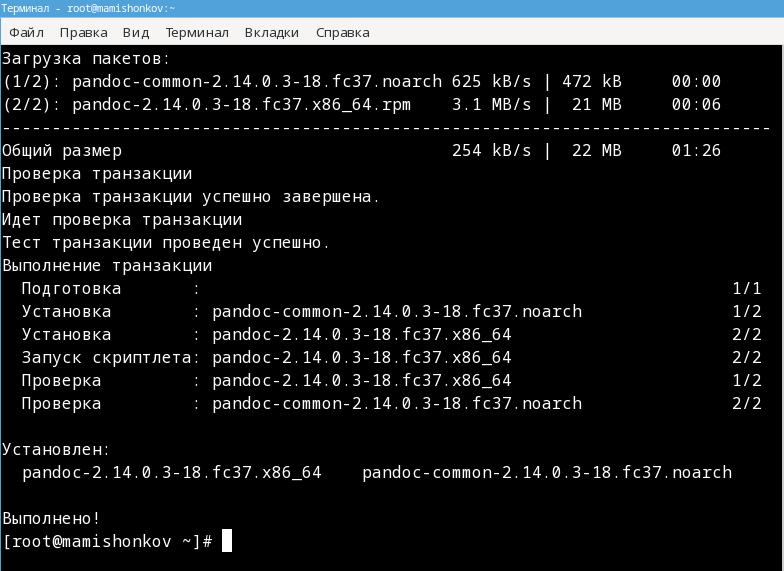 Терминал - root@mamishonkov:~
Файл Правка Вид Терминал Вкладки Справка
Загрузка пакетов:
(1/2): pandoc-common-2.14.0.3-18.fc37.noarch 625 kB/s | 472 kB     00:00
(2/2): pandoc-2.14.0.3-18.fc37.x86_64.rpm    3.1 MB/s |  21 MB     00:06
-----------------------------------------------------------------------------
Общий размер                                 254 kB/s |  22 MB     01:26
Проверка транзакции
Проверка транзакции успешно завершена.
Идет проверка транзакции
Тест транзакции проведен успешно.
Выполнение транзакции
  Подготовка       :                                                     1/1
  Установка        : pandoc-common-2.14.0.3-18.fc37.noarch               1/2
  Установка        : pandoc-2.14.0.3-18.fc37.x86_64                      2/2
  Запуск скриптлета: pandoc-2.14.0.3-18.fc37.x86_64                      2/2
  Проверка         : pandoc-2.14.0.3-18.fc37.x86_64                      1/2
  Проверка         : pandoc-common-2.14.0.3-18.fc37.noarch               2/2
Установлен:
  pandoc-2.14.0.3-18.fc37.x86_64    pandoc-common-2.14.0.3-18.fc37.noarch
Выполнено!
[root@mamishonkov ~]#